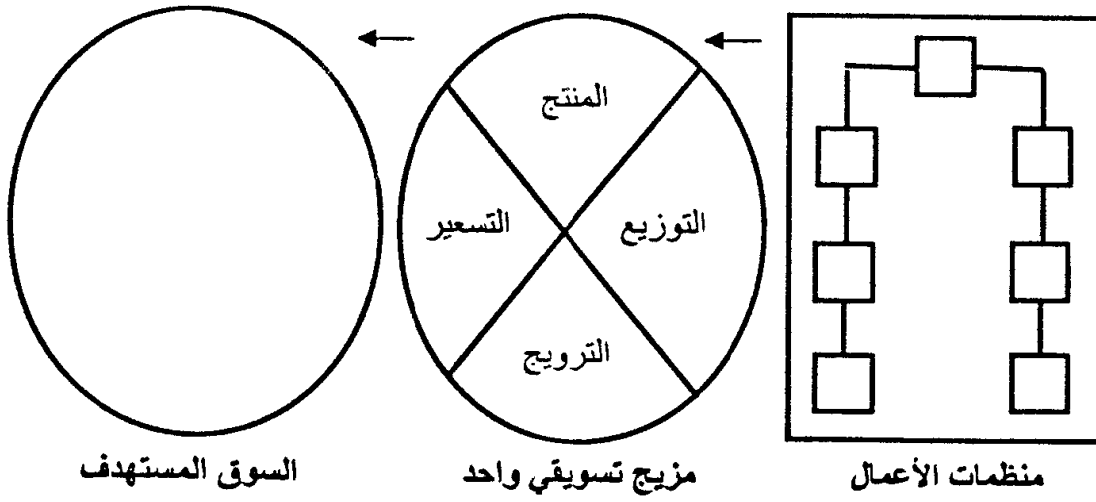 المنتج
التوزيع
التسعير
الترويج
منظمات الأعمال
مزيج تسويقي واحد
السوق المستهدف